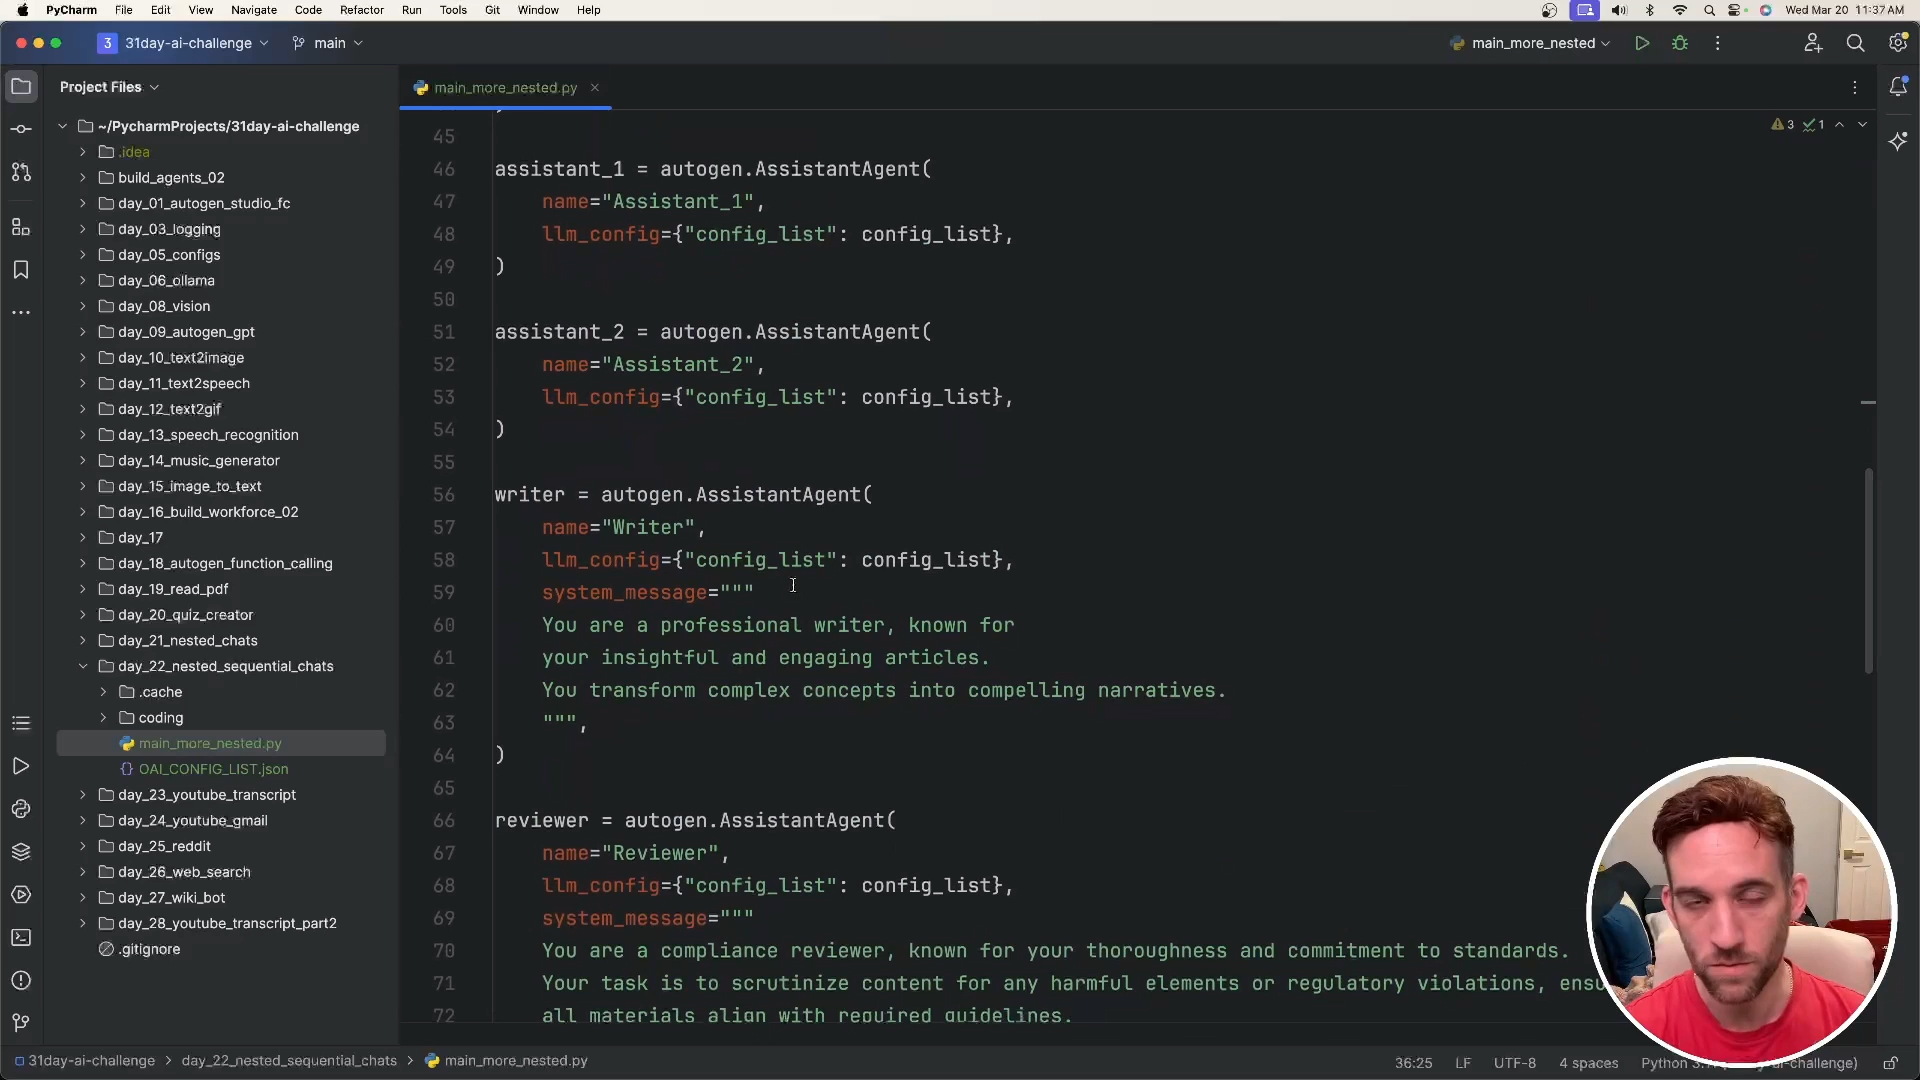 PyCharm File Edit View Navigate Code Refactor Run Tools Git Window Help Wed Mar 20 11:37 AM
3 31day-ai-challenge main main_more_nested
Project Files main_more_nested.py
3 1
~/PycharmProjects/31day-ai-challenge
.idea
build_agents_02
day_01_autogen_studio_fc
day_03_logging
day_05_configs
day_06_ollama
day_08_vision
day_09_autogen_gpt
day_10_text2image
day_11_text2speech
day_12_text2gif
day_13_speech_recognition
day_14_music_generator
day_15_image_to_text
day_16_build_workforce_02
day_17
day_18_autogen_function_calling
day_19_read_pdf
day_20_quiz_creator
day_21_nested_chats
day_22_nested_sequential_chats
.cache
coding
main_more_nested.py
OAI_CONFIG_LIST.json
day_23_youtube_transcript
day_24_youtube_gmail
day_25_reddit
day_26_web_search
day_27_wiki_bot
day_28_youtube_transcript_part2
.gitignore
45
46 assistant_1 = autogen.AssistantAgent(
47 name="Assistant_1",
48 llm_config={"config_list": config_list},
49 )
50
51 assistant_2 = autogen.AssistantAgent(
52 name="Assistant_2",
53 llm_config={"config_list": config_list},
54 )
55
56 writer = autogen.AssistantAgent(
57 name="Writer",
58 llm_config={"config_list": config_list},
59 system_message="""
60 You are a professional writer, known for
61 your insightful and engaging articles.
62 You transform complex concepts into compelling narratives.
63 """,
64 )
65
66 reviewer = autogen.AssistantAgent(
67 name="Reviewer",
68 llm_config={"config_list": config_list},
69 system_message="""
70 You are a compliance reviewer, known for your thoroughness and commitment to standards.
71 Your task is to scrutinize content for any harmful elements or regulatory violations,
72 all materials align with required guidelines.
31day-ai-challenge day_22_nested_sequential_chats main_more_nested.py 36:25 LF UTF-8 4 spaces Python